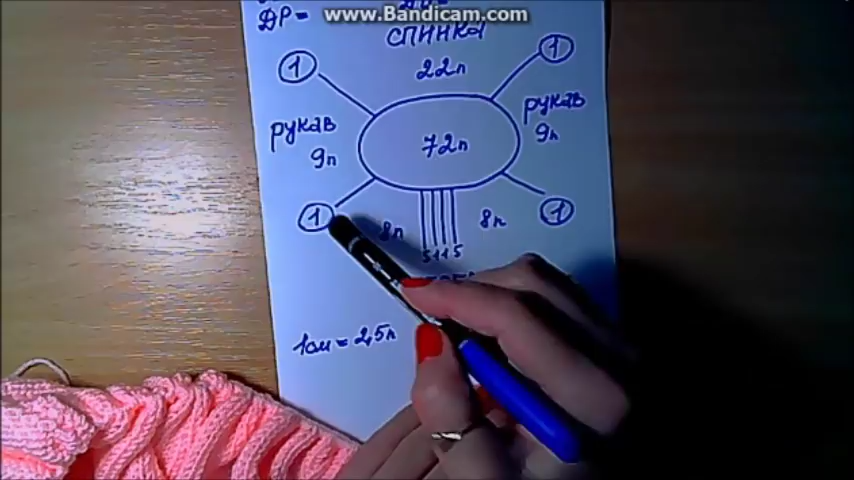 www.Bandicam.com
ДР=
СПИНКА
1
1
22п
рукав
рукав
9п
9п
72п
1
1
8п
8п
5115
1см = 2,5п